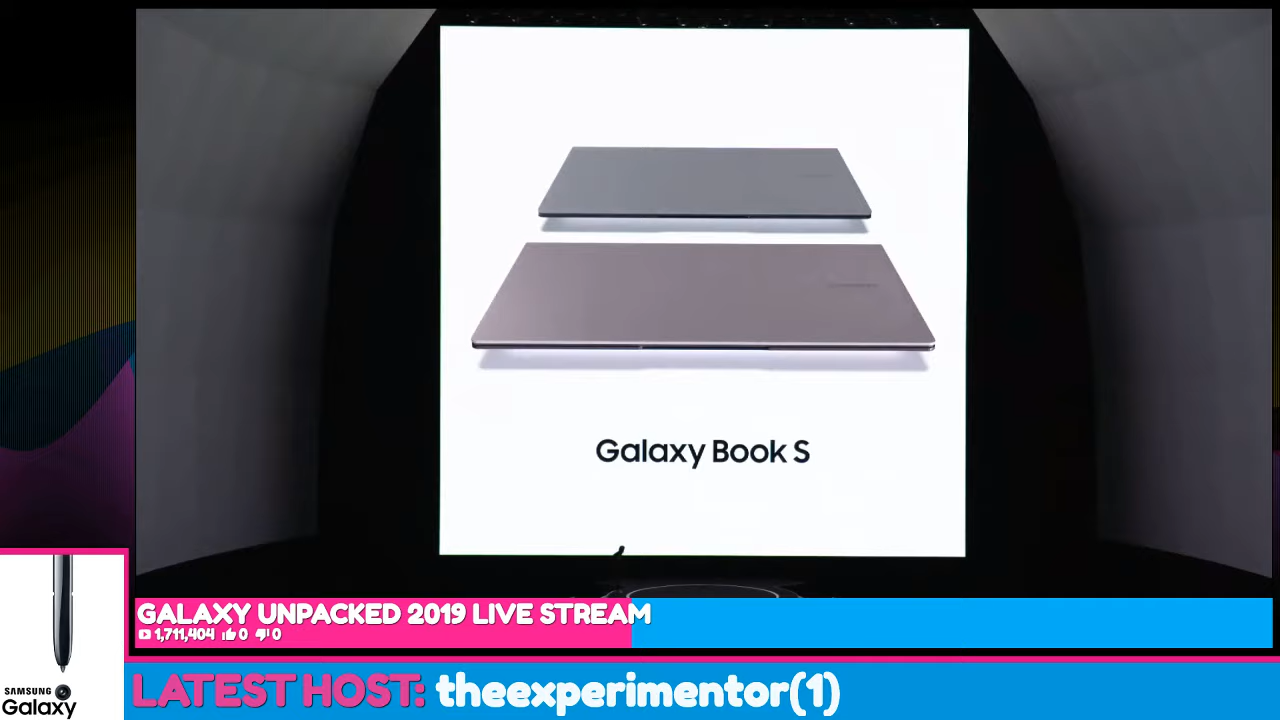 Galaxy Book S
GALAXY UNPACKED 2019 LIVE STREAM
1,711,404 0 0
SAMSUNG
Galaxy
LATEST HOST: theexperimentor(1)